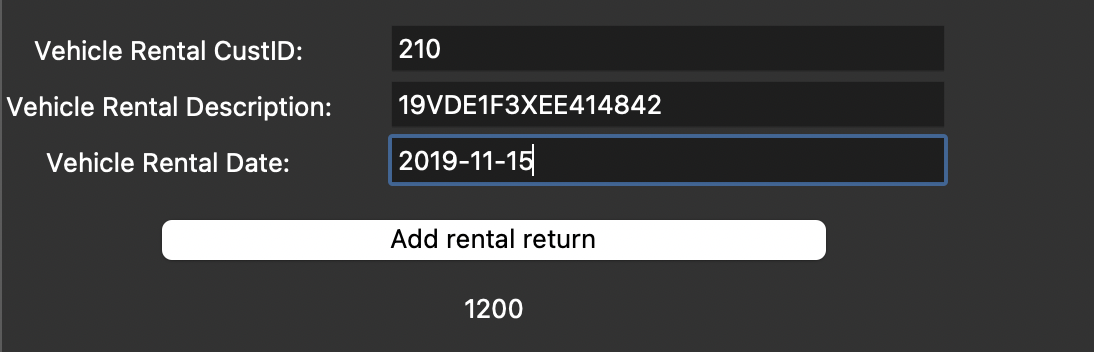 Vehicle Rental CustID: 210
Vehicle Rental Description: 19VDE1F3XEE414842
Vehicle Rental Date: 2019-11-15
Add rental return
1200